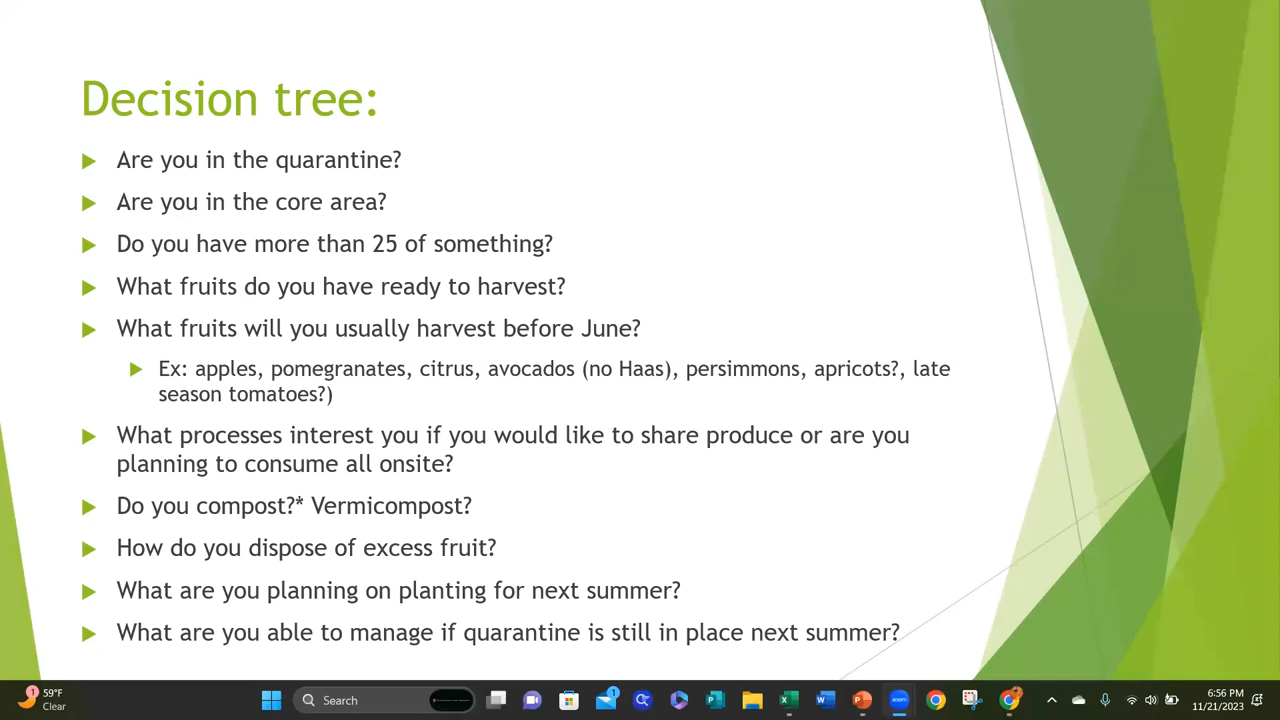 Decision tree:
Are you in the quarantine?
Are you in the core area?
Do you have more than 25 of something?
What fruits do you have ready to harvest?
What fruits will you usually harvest before June?
Ex: apples, pomegranates, citrus, avocados (no Haas), persimmons, apricots?, late
season tomatoes?)
What processes interest you if you would like to share produce or are you
planning to consume all onsite?
Do you compost?* Vermicompost?
How do you dispose of excess fruit?
What are you planning on planting for next summer?
What are you able to manage if quarantine is still in place next summer?
1
59°F
Clear
Search
1
6:56 PM
11/21/2023